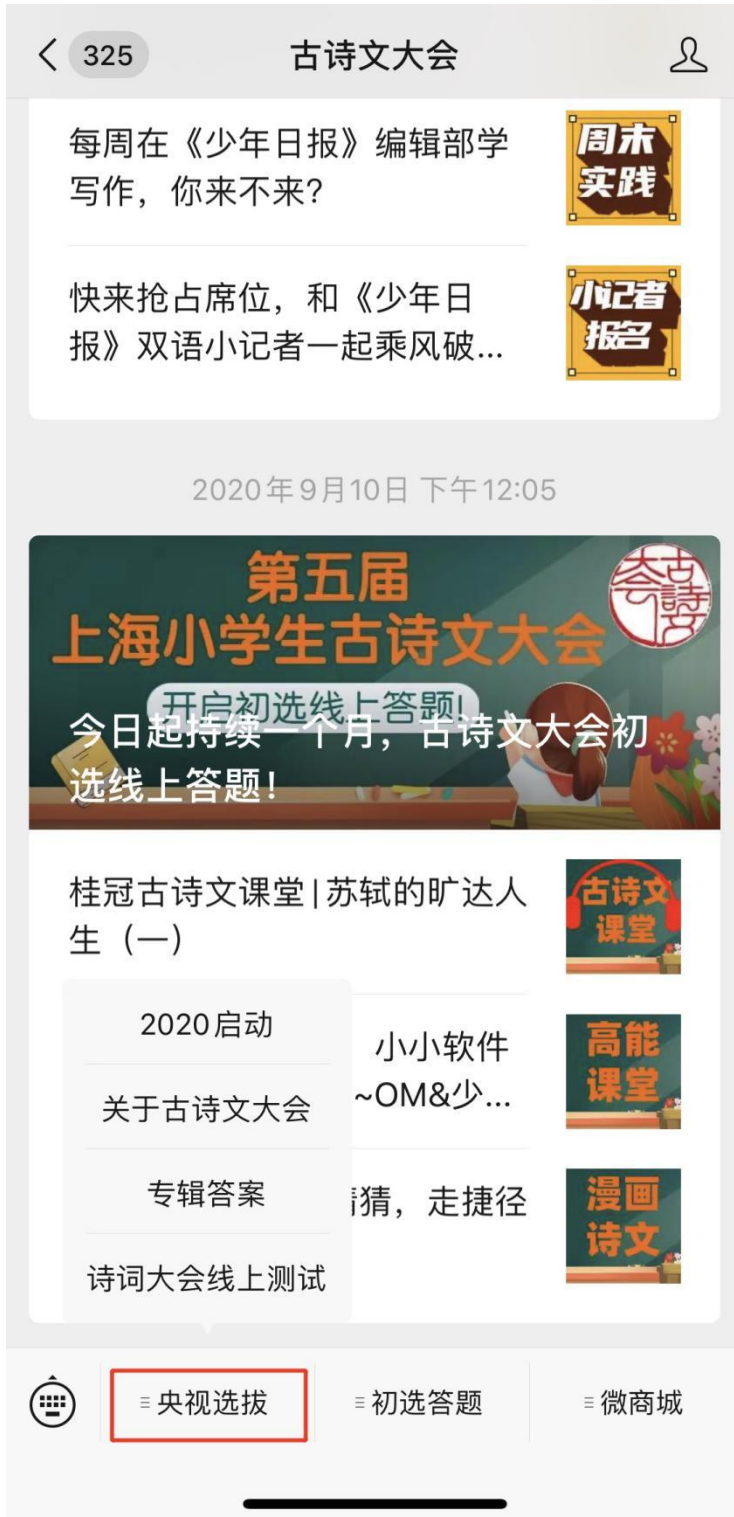 325
古诗文大会
每周在《少年日报》编辑部学
写作，你来不来？
周末
实践
快来抢占席位，和《少年日
报》双语小记者一起乘风破...
小记者
报名
2020年9月10日 下午12:05
第五届
上海小学生古诗文大会
古詩文大会
开启初选线上答题!
今日起持续一个月，古诗文大会初
选线上答题！
桂冠古诗文课堂|苏轼的旷达人
生（一）
古诗文
课堂
小小软件
~OM&少...
高能
课堂
猜，走捷径
漫画
诗文
2020启动
关于古诗文大会
专辑答案
诗词大会线上测试
央视选拔
初选答题
微商城